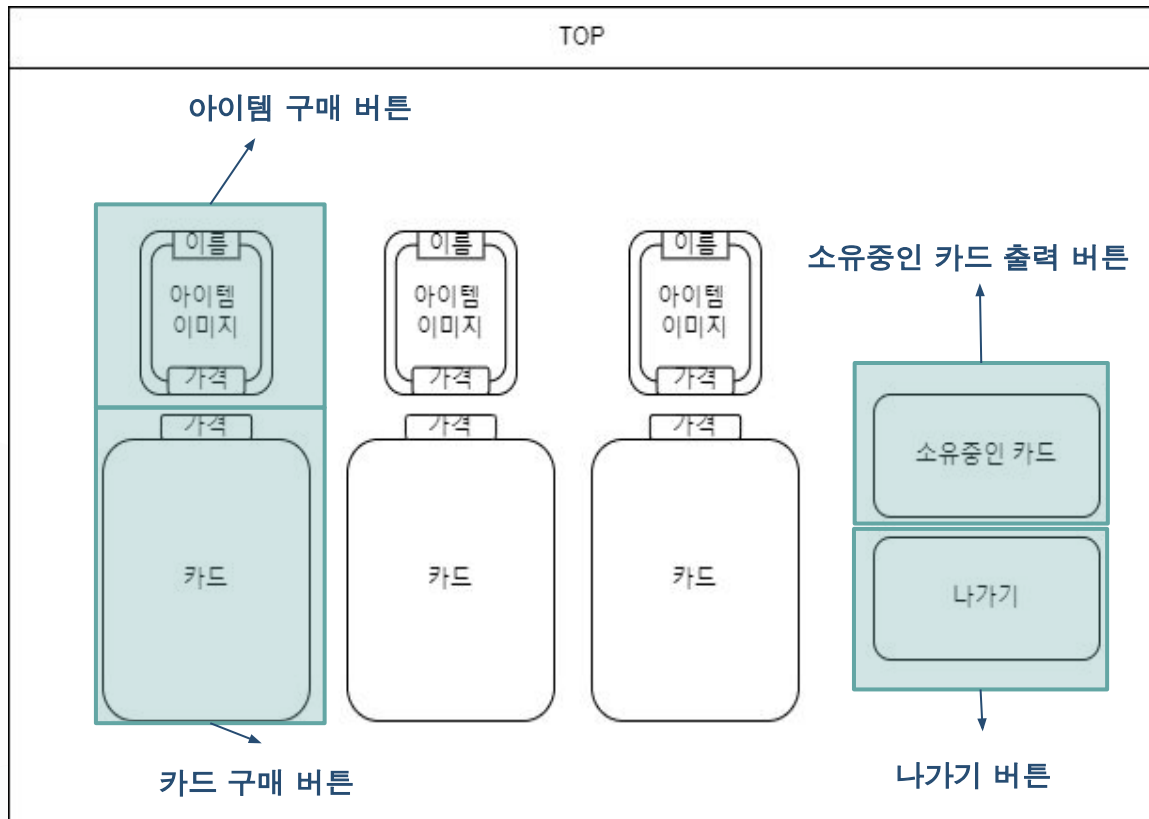 TOP
아이템 구매 버튼
이름
아이템
이미지
가격
이름
아이템
이미지
가격
이름
아이템
이미지
가격
소유중인 카드 출력 버튼
가격
카드
가격
카드
가격
카드
소유중인 카드
나가기
카드 구매 버튼
나가기 버튼